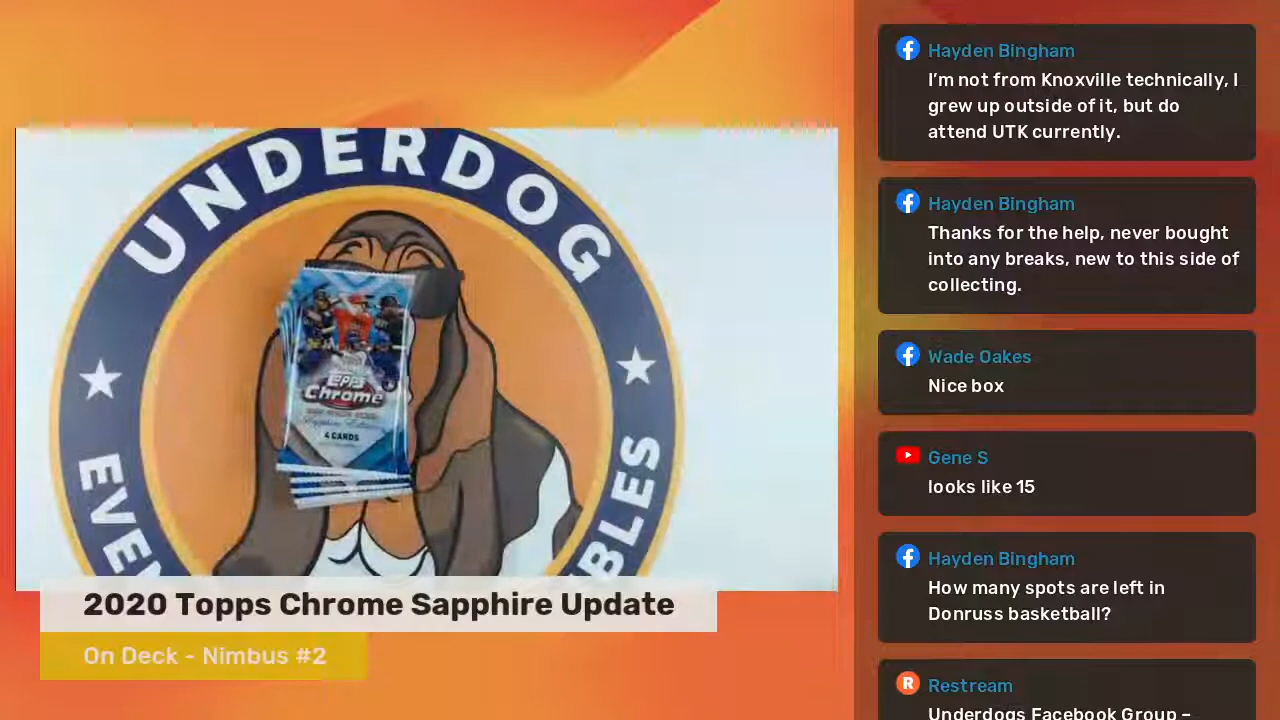 UNDERDOG
EVEN
BLES
Chrome
4 CARDS
2020 Topps Chrome Sapphire Update
On Deck - Nimbus #2
Hayden Bingham
I’m not from Knoxville technically, I
grew up outside of it, but do
attend UTK currently.
Hayden Bingham
Thanks for the help, never bought
into any breaks, new to this side of
collecting.
Wade Oakes
Nice box
Gene S
looks like 15
Hayden Bingham
How many spots are left in
Donruss basketball?
R
Restream
Underdogs Facebook Group –